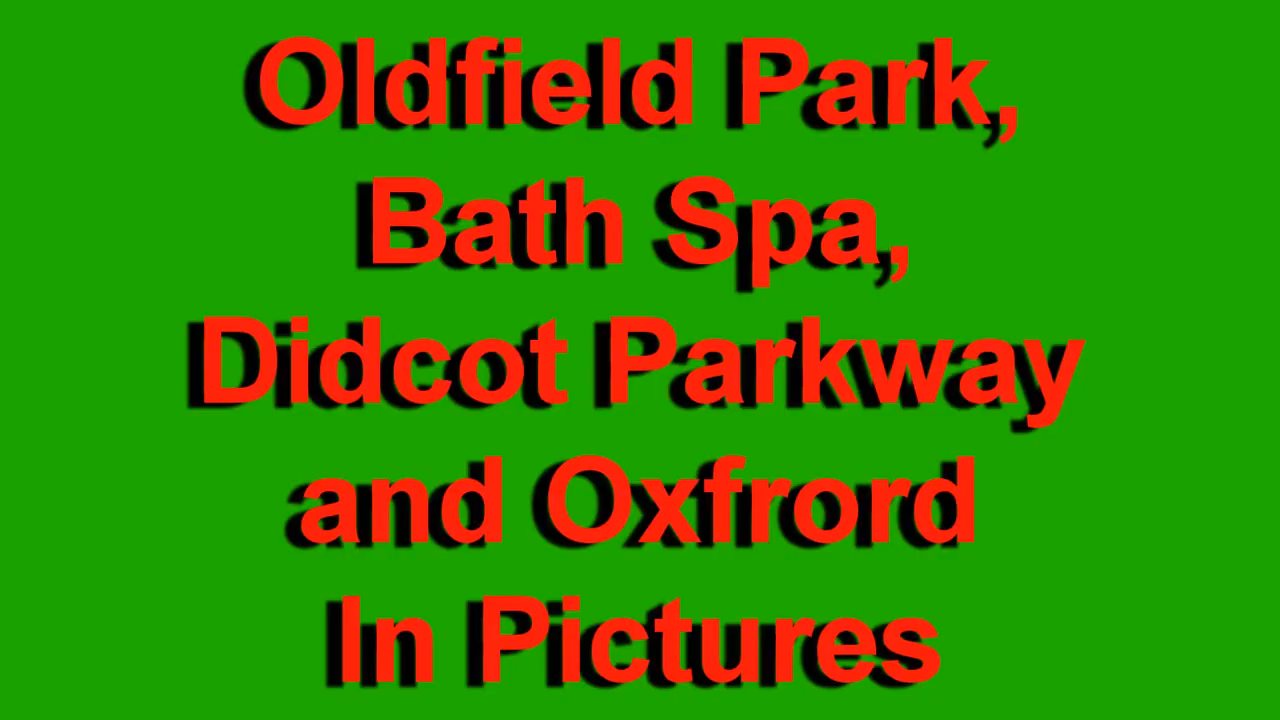 Oldfield Park,
Bath Spa,
Didcot Parkway
and Oxfrord
In Pictures